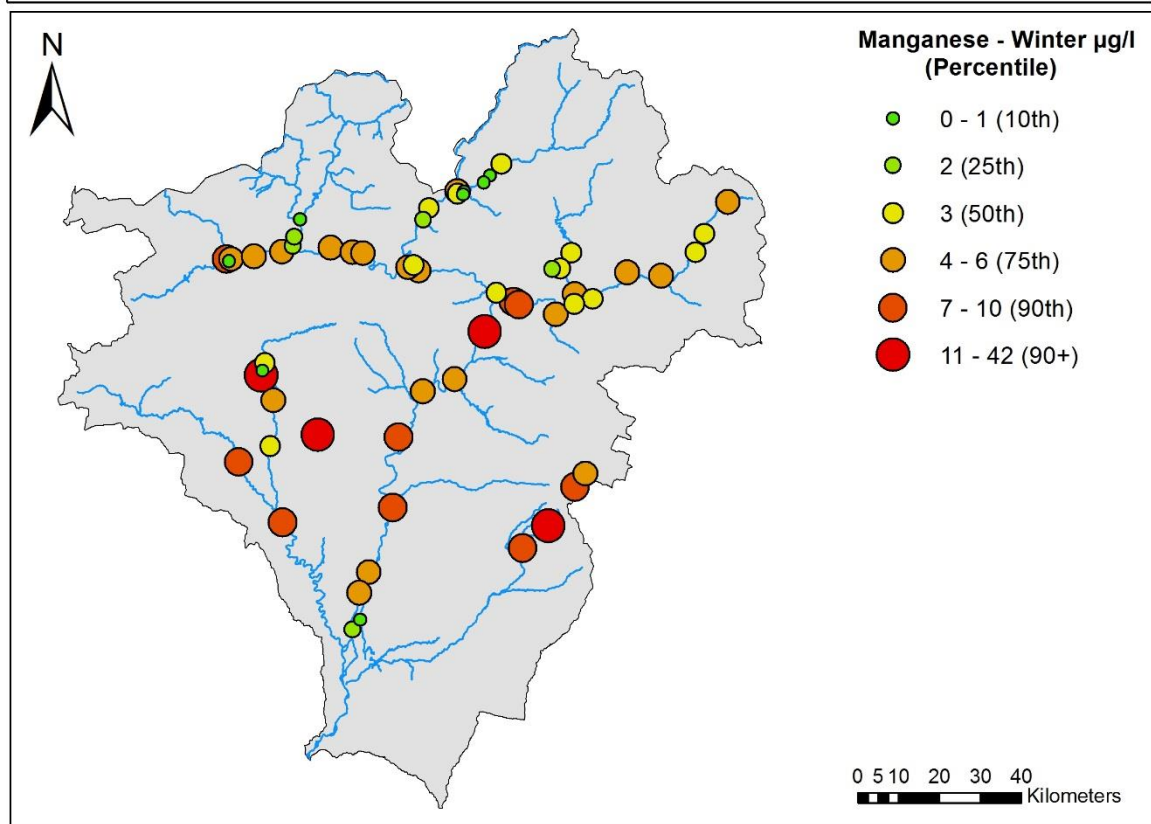 N
Manganese - Winter µg/l
(Percentile)
0 - 1 (10th)
2 (25th)
3 (50th)
4 - 6 (75th)
7 - 10 (90th)
11 - 42 (90+)
0 5 10 20 30 40
Kilometers